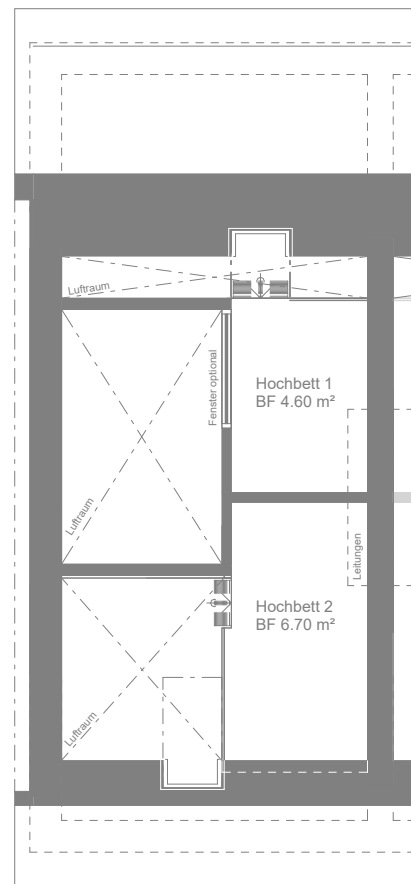 Luftraum
Fenster optional
Hochbett 1
BF 4.60 m²
Luftraum
Leitungen
Hochbett 2
BF 6.70 m²
Luftraum